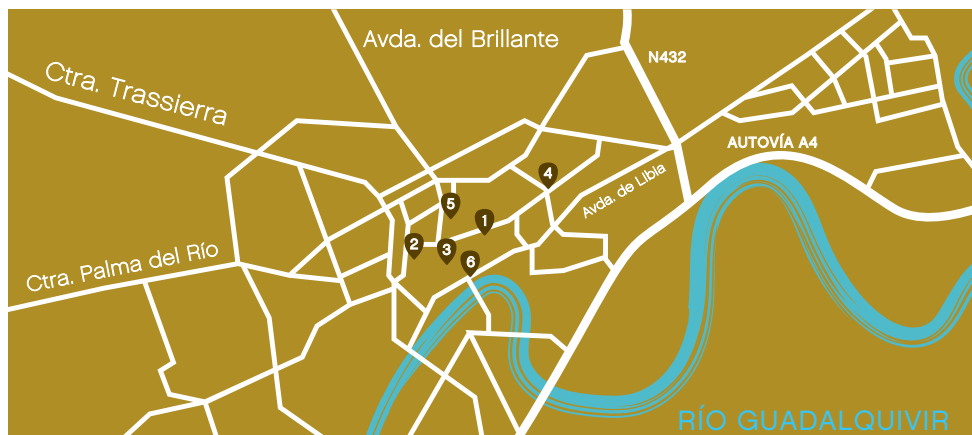 Avda. del Brillante
N432
Ctra. Trassierra
AUTOVÍA A4
4
Avda. de Libia
5
1
2
3
6
Ctra. Palma del Río
RÍO GUADALQUIVIR